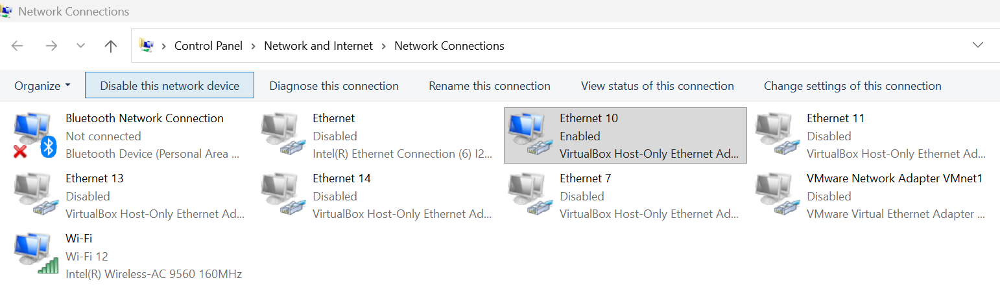 Network Connections
Control Panel > Network and Internet > Network Connections
Organize Disable this network device Diagnose this connection Rename this connection View status of this connection Change settings of this connection
Bluetooth Network Connection
Not connected
Bluetooth Device (Personal Area ...
Ethernet
Disabled
Intel(R) Ethernet Connection (6) I2...
Ethernet 10
Enabled
VirtualBox Host-Only Ethernet Ad...
Ethernet 11
Disabled
VirtualBox Host-Only Ethernet Ad...
Ethernet 13
Disabled
VirtualBox Host-Only Ethernet Ad...
Ethernet 14
Disabled
VirtualBox Host-Only Ethernet Ad...
Ethernet 7
Disabled
VirtualBox Host-Only Ethernet Ad...
VMware Network Adapter VMnet1
Disabled
VMware Virtual Ethernet Adapter ...
Wi-Fi
Wi-Fi 12
Intel(R) Wireless-AC 9560 160MHz